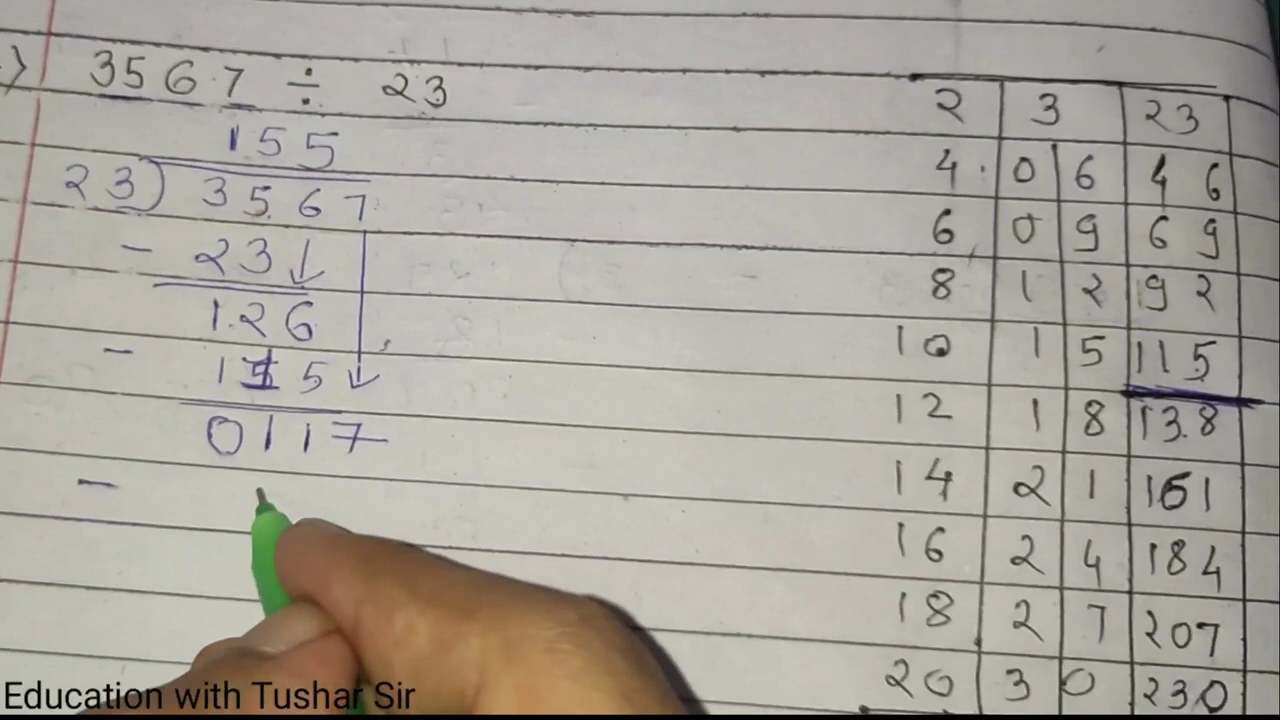 3567 ÷ 23
155
23) 3567
- 23↓
126
- 115↓
0117
-
2 3 23
4 0 6 46
6 0 9 69
8 1 2 92
10 1 5 115
12 1 8 138
14 2 1 161
16 2 4 184
18 2 7 207
20 3 0 230
Education with Tushar Sir